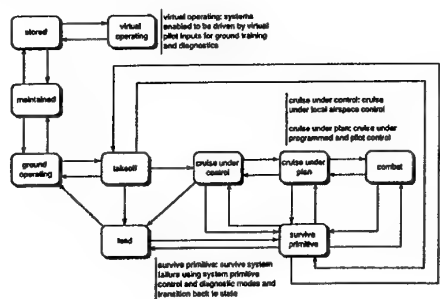 stored
virtual operating
virtual operating: systems
enabled to be driven by virtual
pilot inputs for ground training
and diagnostics
maintained
cruise under control: cruise
under local airspace control
cruise under plan: cruise under
programmed and pilot control
ground
operating
takeoff
cruise under
control
cruise under
plan
combat
survive
primitive
survive primitive: survive system
failure using system primitive
control and diagnostic modes and
transition back to state